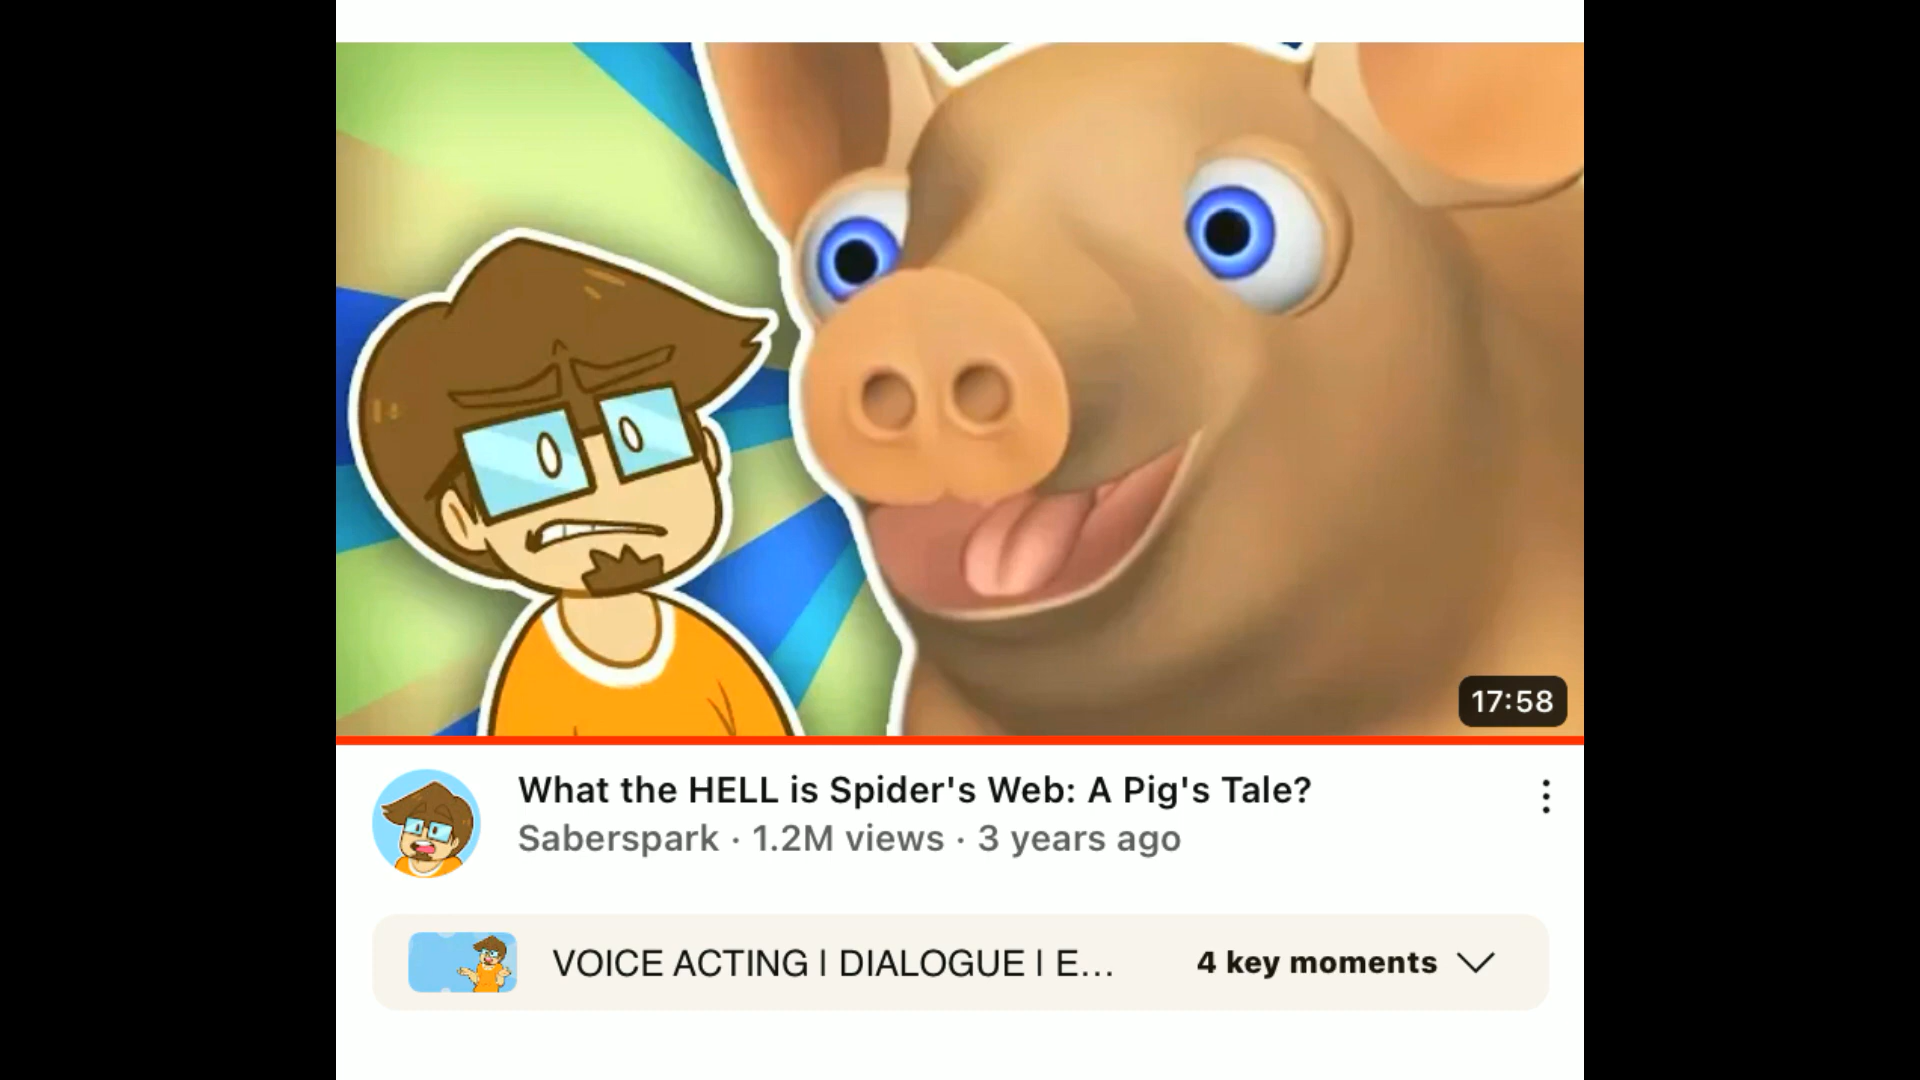 17:58
What the HELL is Spider's Web: A Pig's Tale?
Saberspark · 1.2M views · 3 years ago
VOICE ACTING | DIALOGUE | E... 4 key moments